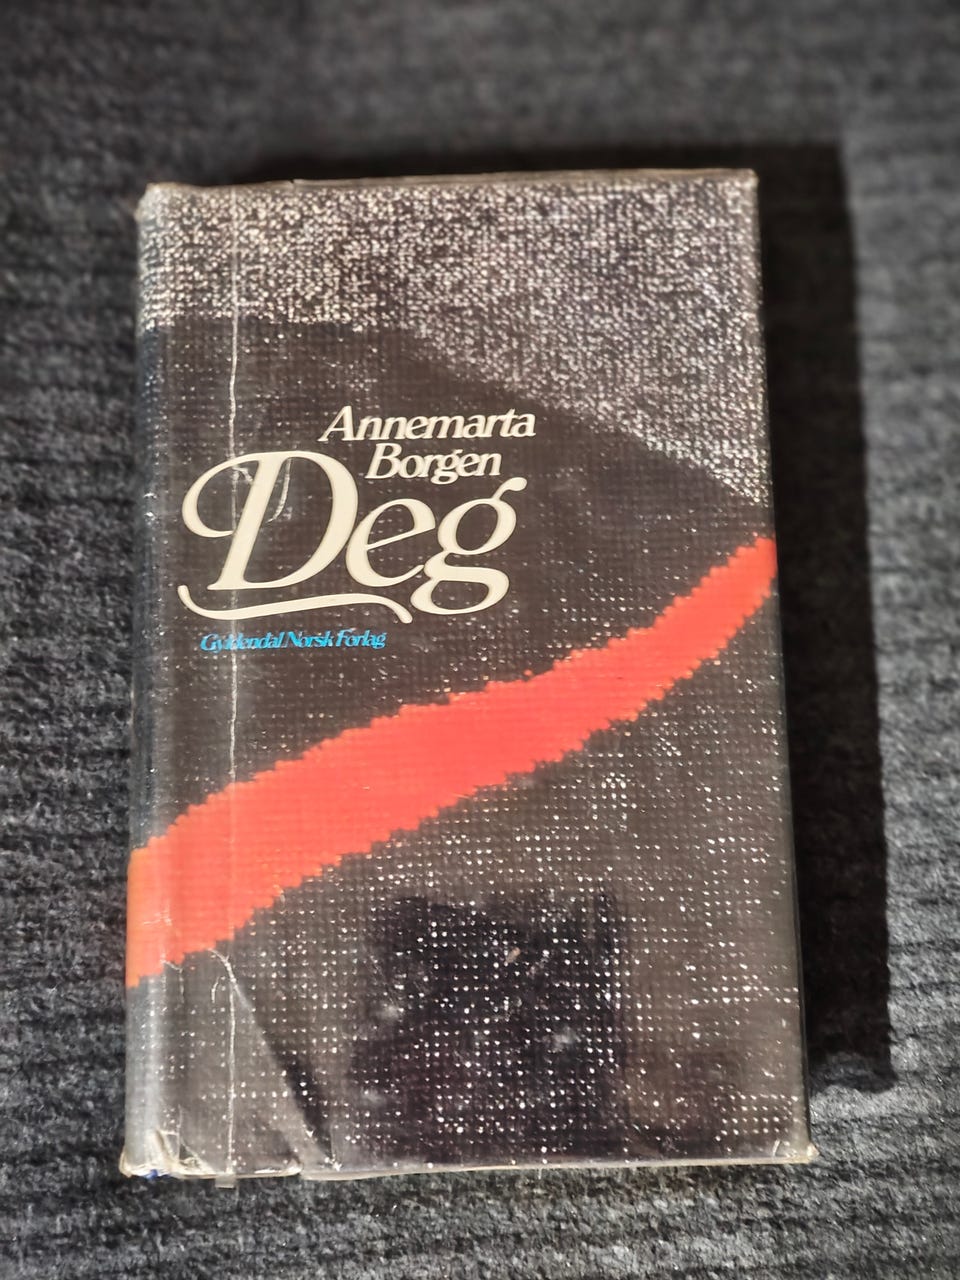 Annemarta
Borgen
Deg
Gyldendal Norsk Forlag